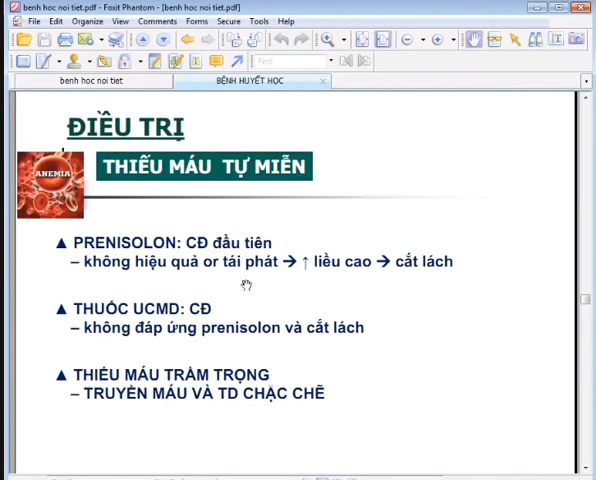 benh hoc noi tiet.pdf - Foxit Phantom - [benh hoc noi tiet.pdf]
File Edit Organize View Comments Forms Secure Tools Help
Find
benh hoc noi tiet
BỆNH HUYẾT HỌC
ĐIỀU TRỊ
ANEMIA
THIẾU MÁU TỰ MIỄN
▲ PRENISOLON: CĐ đầu tiên
– không hiệu quả or tái phát → ↑ liều cao → cắt lách
▲ THUỐC UCMD: CĐ
– không đáp ứng prenisolon và cắt lách
▲ THIẾU MÁU TRẦM TRỌNG
– TRUYỀN MÁU VÀ TD CHẶC CHẼ